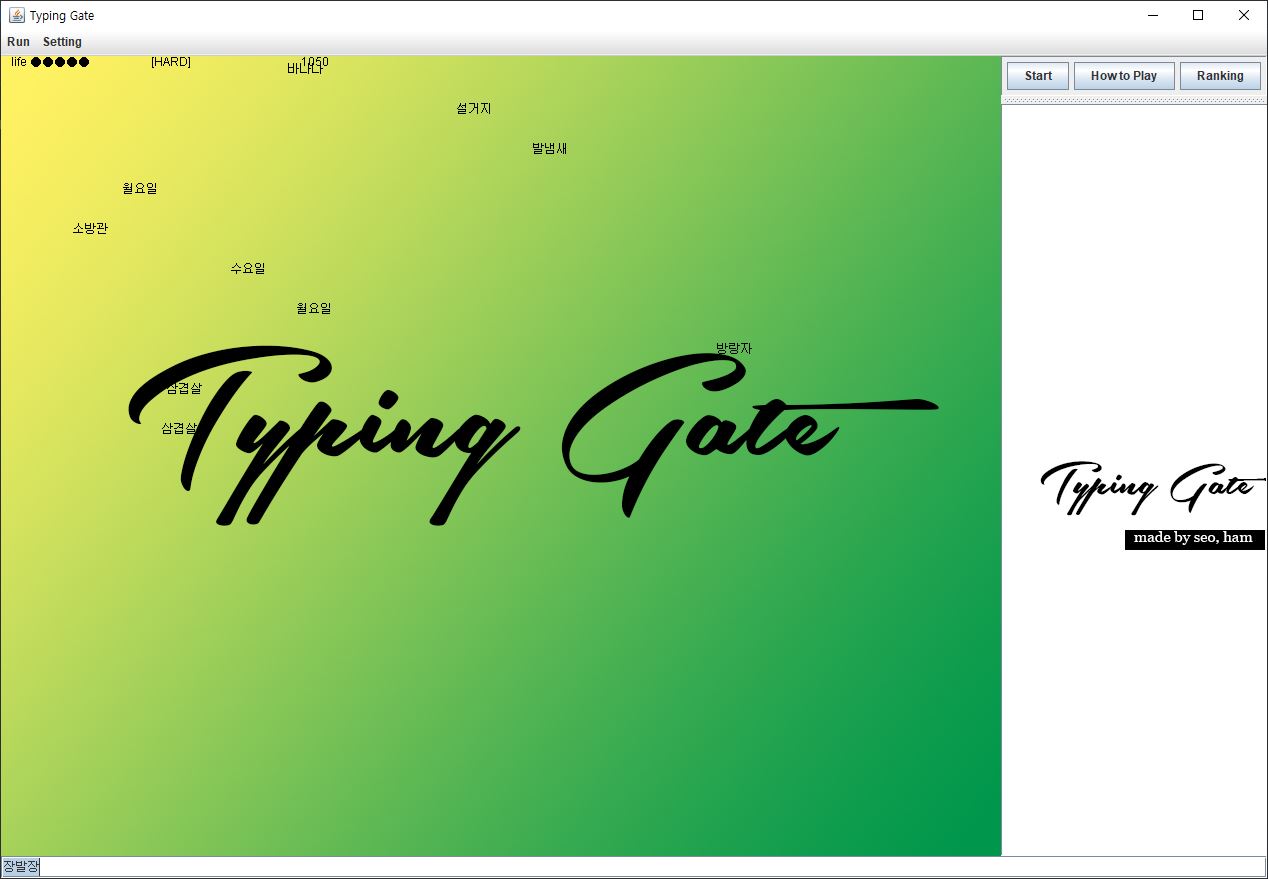 Typing Gate
Run Setting
life ●●●●● [HARD] 1050
Start How to Play Ranking
바나나
설거지
발냄새
월요일
소방관
수요일
월요일
방랑자
삼겹살
삼겹살
Typing Gate
Typing Gate
made by seo, ham
장발장